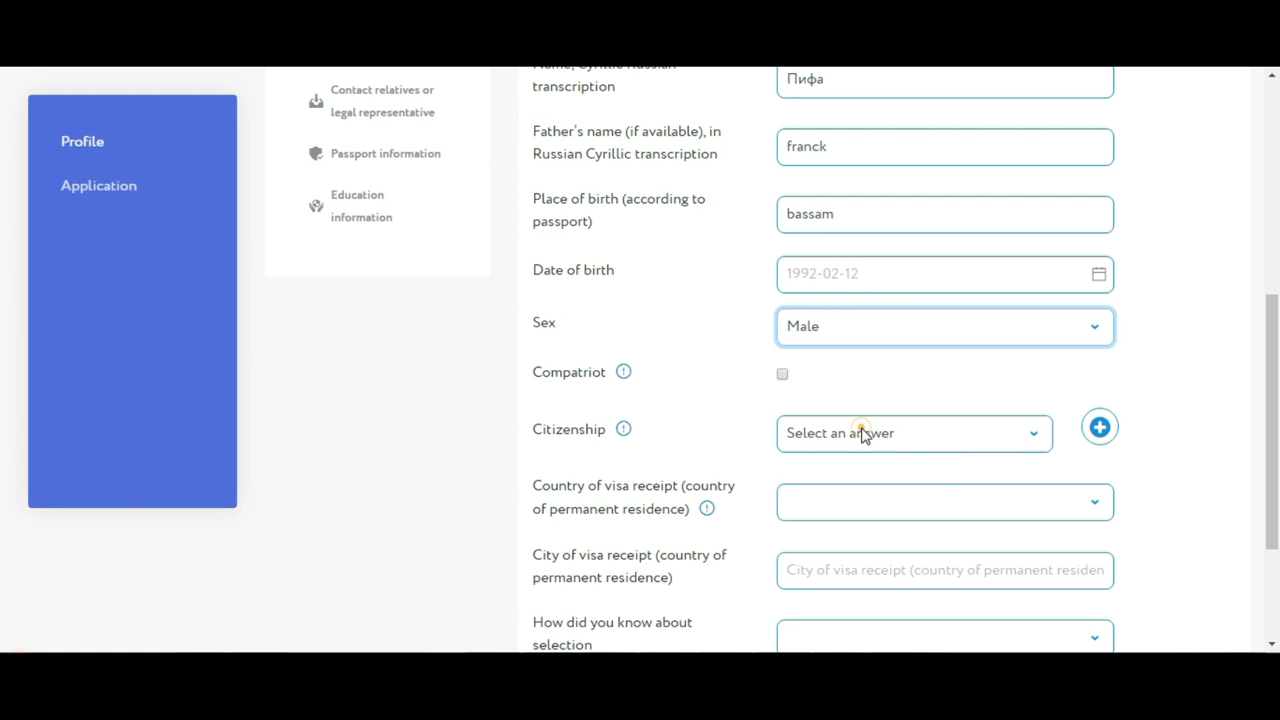 Profile
Application
Contact relatives or
legal representative
Passport information
Education
information
Name, Cyrillic Russian
transcription
Пифа
Father's name (if available), in
Russian Cyrillic transcription
franck
Place of birth (according to
passport)
bassam
Date of birth
1992-02-12
Sex
Male
Compatriot
Citizenship
Select an answer
Country of visa receipt (country
of permanent residence)
City of visa receipt (country of
permanent residence)
City of visa receipt (country of permanent residen
How did you know about
selection